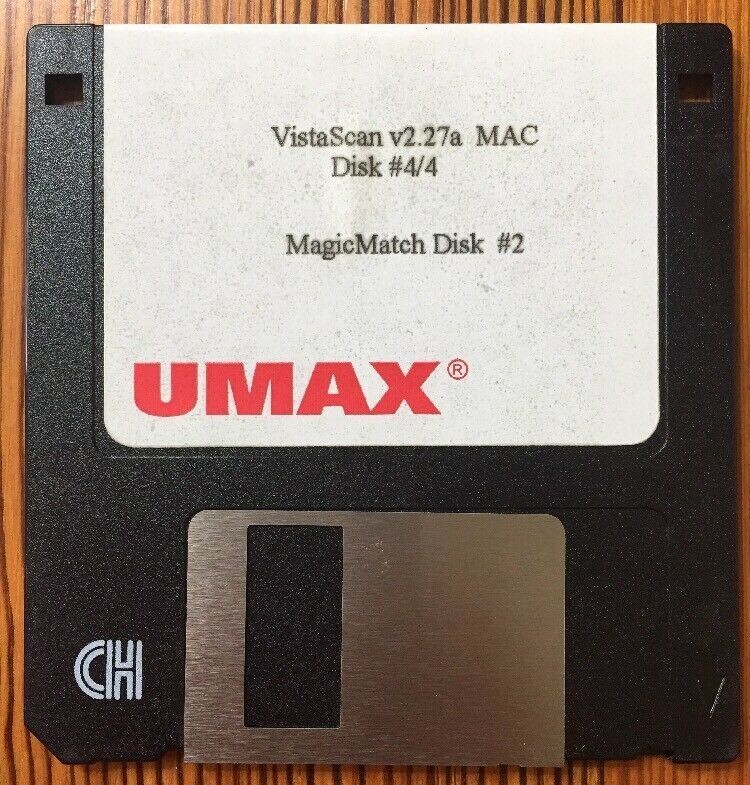 VistaScan v2.27a MAC
Disk #4/4
MagicMatch Disk #2
UMAX®
CH